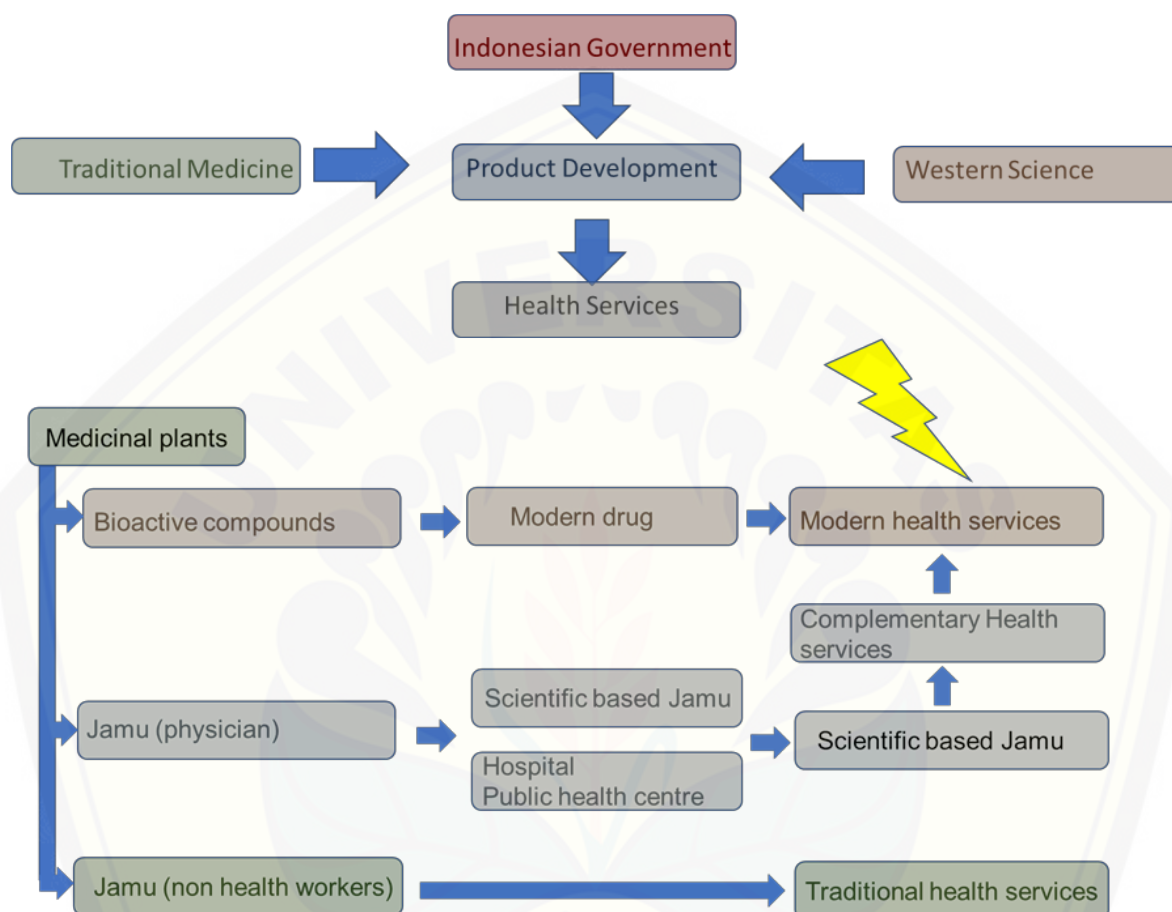 Indonesian Government
Traditional Medicine
Product Development
Western Science
Health Services
UNIVERSITAS
Medicinal plants
Bioactive compounds
Modern drug
Modern health services
Complementary Health
services
Jamu (physician)
Scientific based Jamu
Hospital
Public health centre
Scientific based Jamu
Jamu (non health workers)
Traditional health services